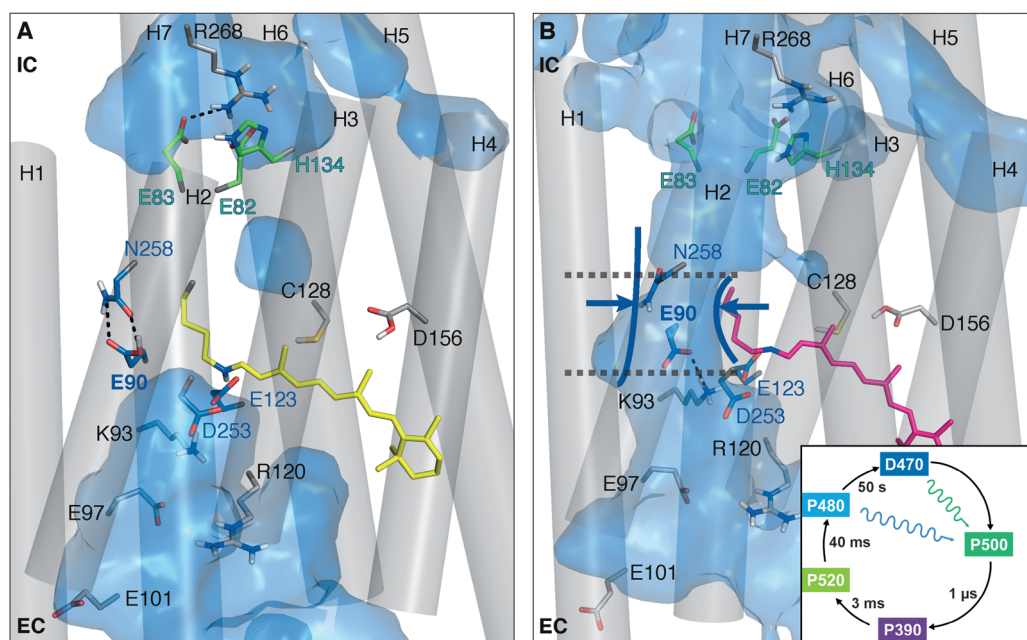 A
IC
H7
R268
H6
H5
H3
H4
H1
H134
E83
H2
E82
N258
C128
D156
E90
E123
K93
D253
R120
E97
E101
EC
B
IC
H7
R268
H5
H6
H1
H3
E83
E82
H134
H2
H4
N258
C128
E90
D156
E123
K93
D253
R120
E97
E101
EC
D470
50 s
P480
P500
40 ms
P520
1 µs
3 ms
P390